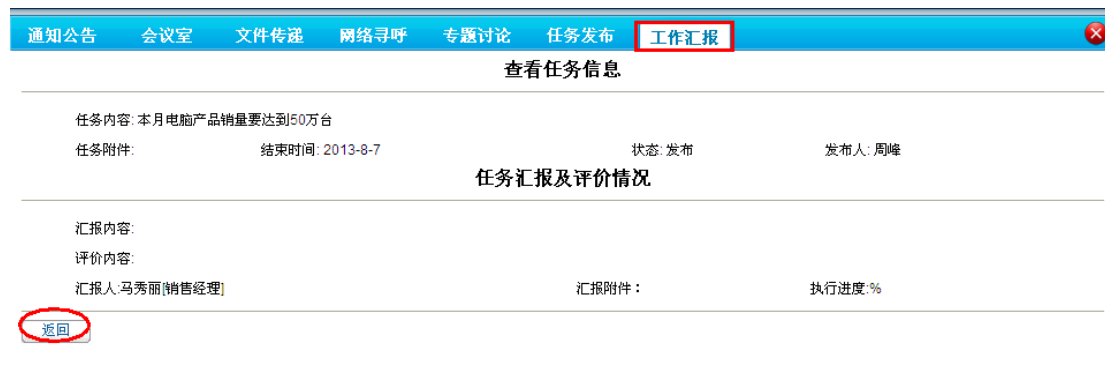 通知公告 会议室 文件传递 网络寻呼 专题讨论 任务发布 工作汇报
查看任务信息
任务内容: 本月电脑产品销量要达到50万台
任务附件: 结束时间: 2013-8-7 状态: 发布 发布人: 周峰
任务汇报及评价情况
汇报内容:
评价内容:
汇报人:马秀丽[销售经理] 汇报附件： 执行进度:%
返回